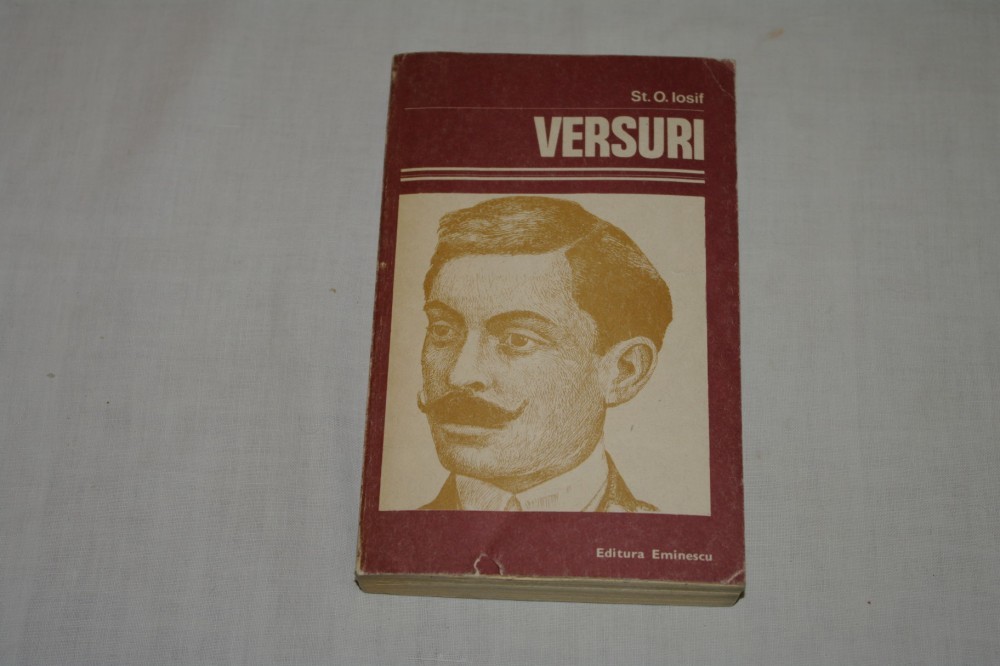 St. O. Iosif
VERSURI
Editura Eminescu